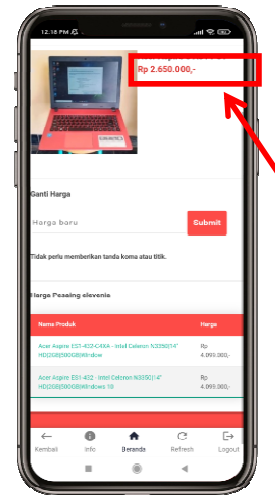 12.18 PM
Rp 2.650.000,-
Ganti Harga
Harga baru
Submit
Tidak perlu memberikan tanda koma atau titik.
Harga Pesaing elevenia
Nama Produk Harga
Acer Aspire ES1-432-C4XA - Intell Celeron N3350|14"
HD|2GB|500GB|Window
Rp
4.099.000,-
Acer Aspire ES1-432 - Intel Celeron N3350|14"
HD|2GB|500GB|Windows 10
Rp
4.099.000,-
Kembali Info Beranda Refresh Logout